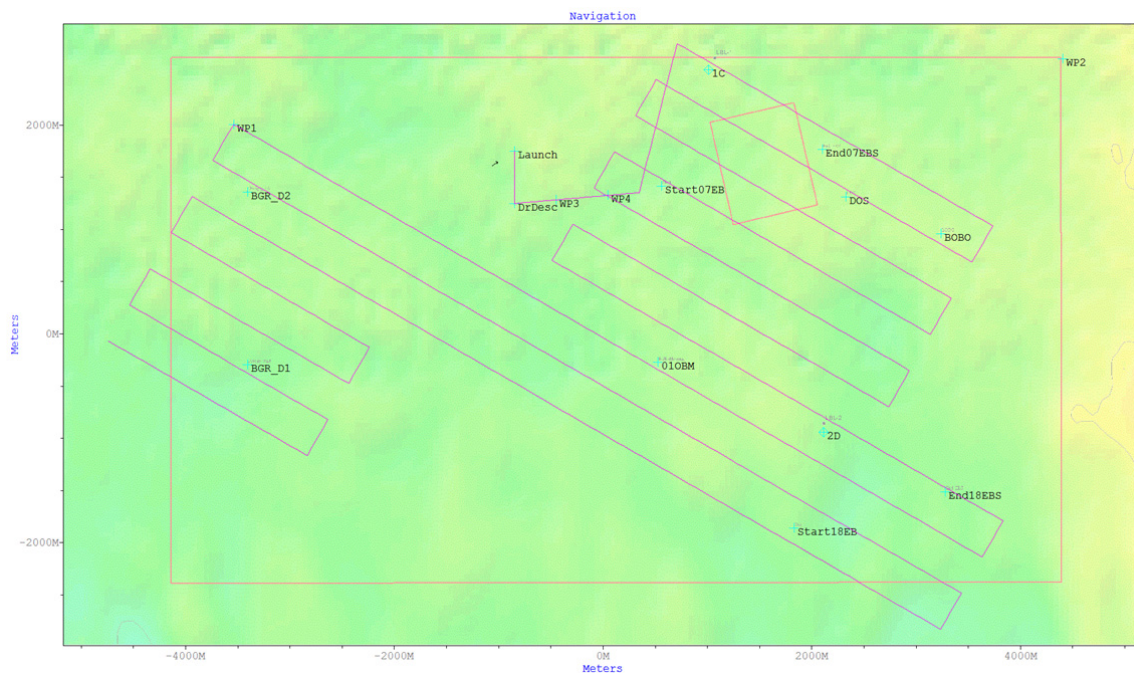 Navigation
1C
WP2
2000M
WP1
Launch
End07EBS
BGR_D2
Start07EB
DrDesc
WP3
WP4
DOS
BOBO
Meters
0M
BGR_D1
01OBM
2D
End18EBS
Start18EB
-2000M
-4000M
-2000M
0M
2000M
4000M
Meters